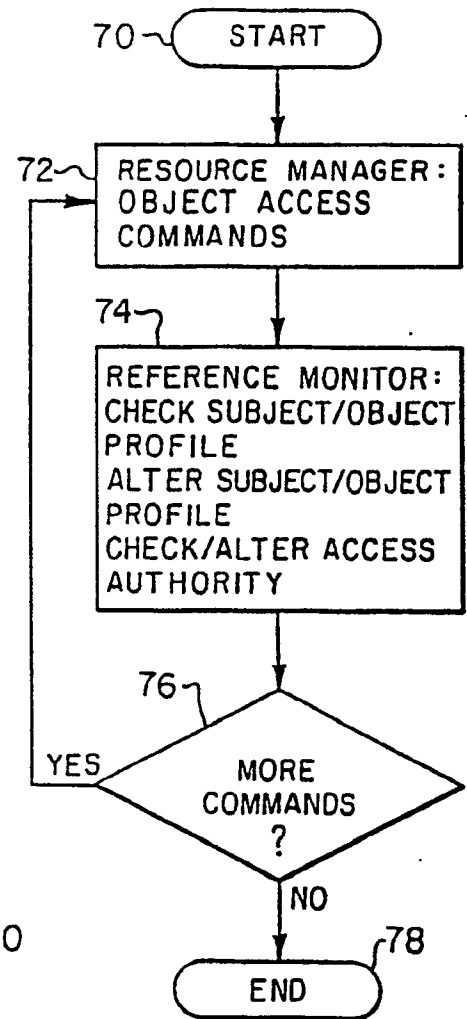 70
START
72
RESOURCE MANAGER:
OBJECT ACCESS
COMMANDS
74
REFERENCE MONITOR:
CHECK SUBJECT/OBJECT
PROFILE
ALTER SUBJECT/OBJECT
PROFILE
CHECK/ALTER ACCESS
AUTHORITY
76
YES
MORE
COMMANDS
?
NO
0
78
END